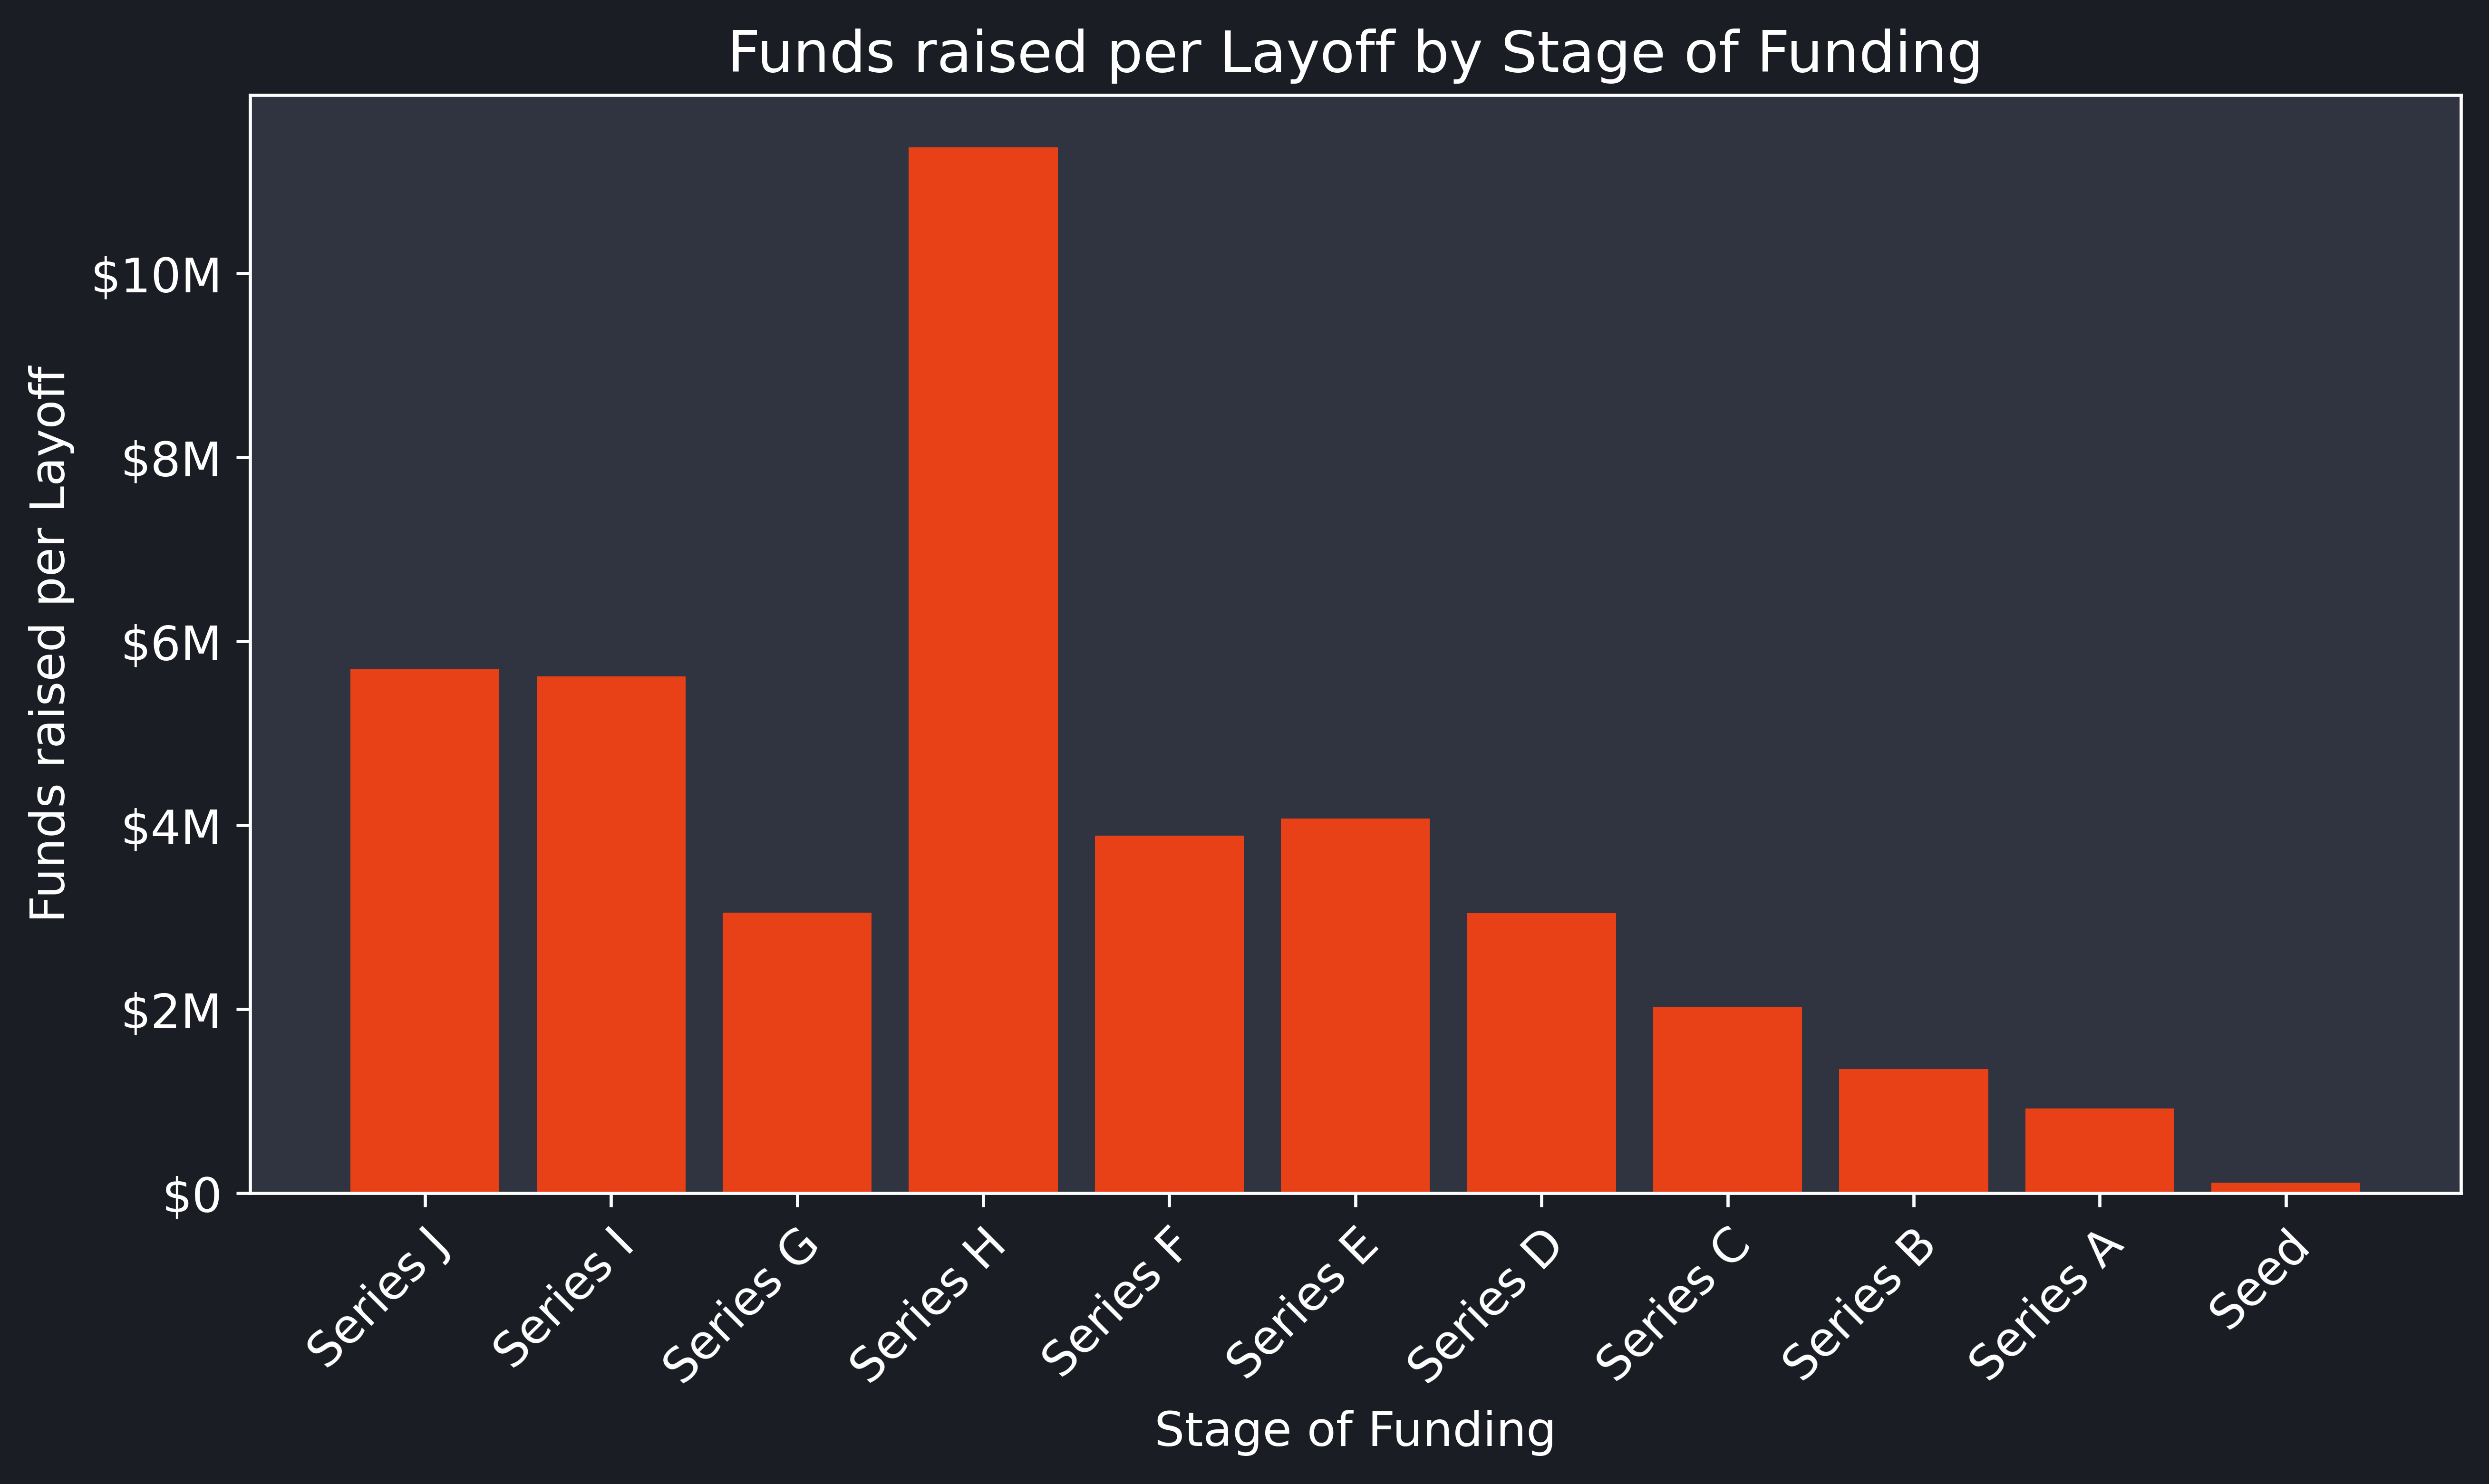 Funds raised per Layoff by Stage of Funding
Funds raised per Layoff
$10M
$8M
$6M
$4M
$2M
$0
Series J
Series I
Series G
Series H
Series F
Series E
Series D
Series C
Series B
Series A
Seed
Stage of Funding